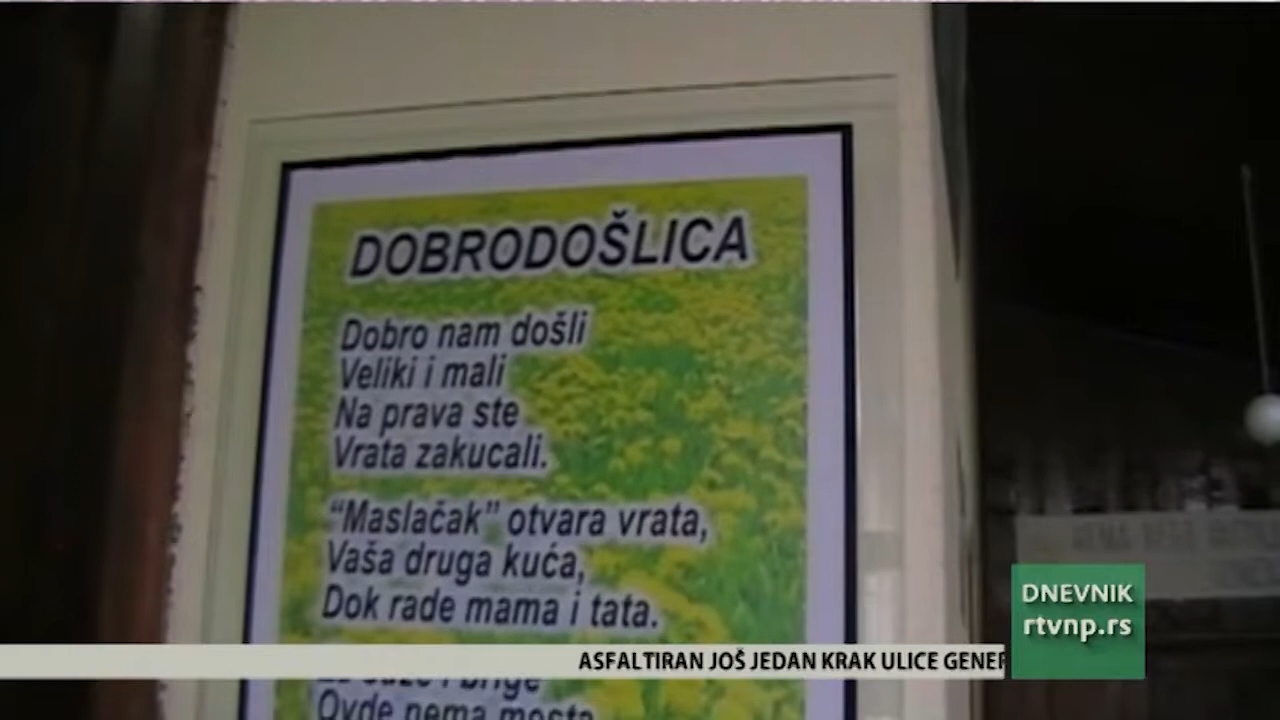 DOBRODOŠLICA
Dobro nam došli
Veliki i mali
Na prava ste
Vrata zakucali.
“Maslačak” otvara vrata,
Vaša druga kuća,
Dok rade mama i tata.
Ovde nema mesta
ASFALTIRAN JOŠ JEDAN KRAK ULICE GENER
DNEVNIK
rtvnp.rs